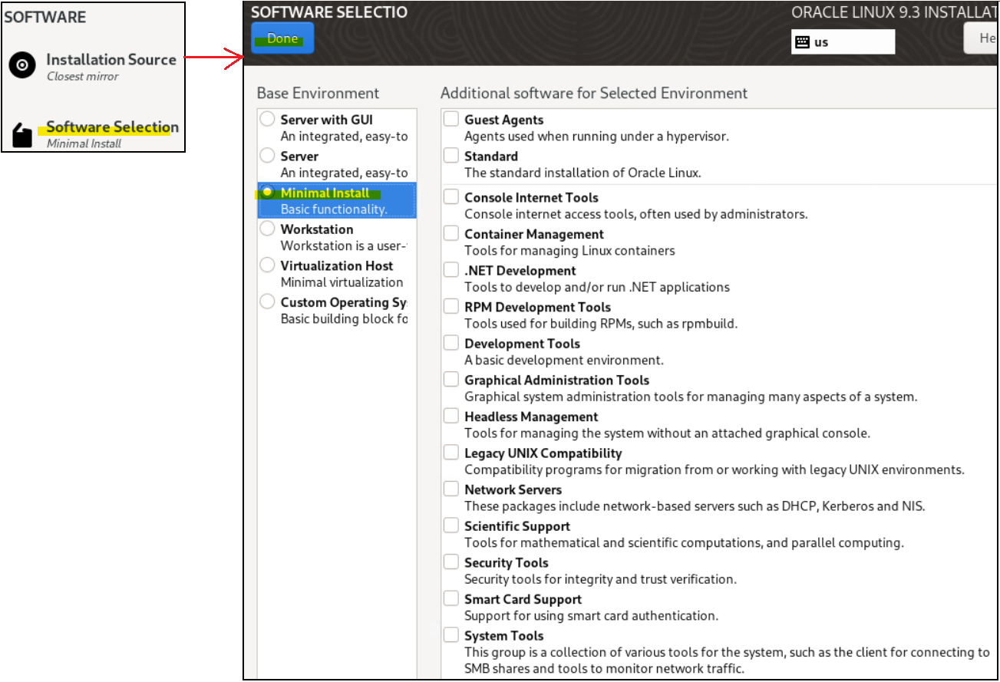 SOFTWARE
Installation Source
Closest mirror
Software Selection
Minimal Install
SOFTWARE SELECTIO
Done
ORACLE LINUX 9.3 INSTALLAT
us
He
Base Environment
Server with GUI
An integrated, easy-to
Server
An integrated, easy-to
Minimal Install
Basic functionality.
Workstation
Workstation is a user-
Virtualization Host
Minimal virtualization
Custom Operating Sy
Basic building block fo
Additional software for Selected Environment
Guest Agents
Agents used when running under a hypervisor.
Standard
The standard installation of Oracle Linux.
Console Internet Tools
Console internet access tools, often used by administrators.
Container Management
Tools for managing Linux containers
.NET Development
Tools to develop and/or run .NET applications
RPM Development Tools
Tools used for building RPMs, such as rpmbuild.
Development Tools
A basic development environment.
Graphical Administration Tools
Graphical system administration tools for managing many aspects of a system.
Headless Management
Tools for managing the system without an attached graphical console.
Legacy UNIX Compatibility
Compatibility programs for migration from or working with legacy UNIX environments.
Network Servers
These packages include network-based servers such as DHCP, Kerberos and NIS.
Scientific Support
Tools for mathematical and scientific computations, and parallel computing.
Security Tools
Security tools for integrity and trust verification.
Smart Card Support
Support for using smart card authentication.
System Tools
This group is a collection of various tools for the system, such as the client for connecting to
SMB shares and tools to monitor network traffic.